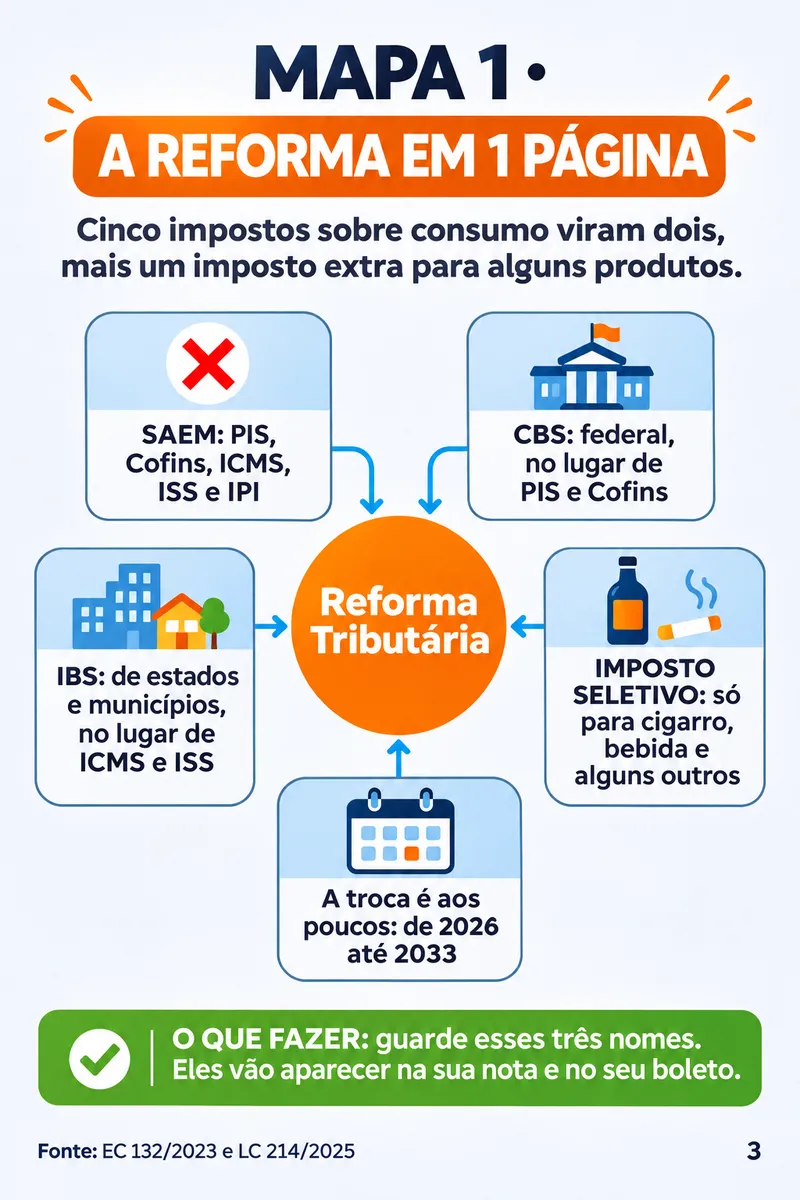 MAPA 1 •
A REFORMA EM 1 PÁGINA
Cinco impostos sobre consumo viram dois,
mais um imposto extra para alguns produtos.
SAEM: PIS,
Cofins, ICMS,
ISS e IPI
CBS: federal,
no lugar de
PIS e Cofins
IBS: de estados
e municípios,
no lugar de
ICMS e ISS
Reforma
Tributária
IMPOSTO
SELETIVO: só
para cigarro,
bebida e
alguns outros
A troca é aos
poucos: de 2026
até 2033
O QUE FAZER: guarde esses três nomes.
Eles vão aparecer na sua nota e no seu boleto.
Fonte: EC 132/2023 e LC 214/2025
3